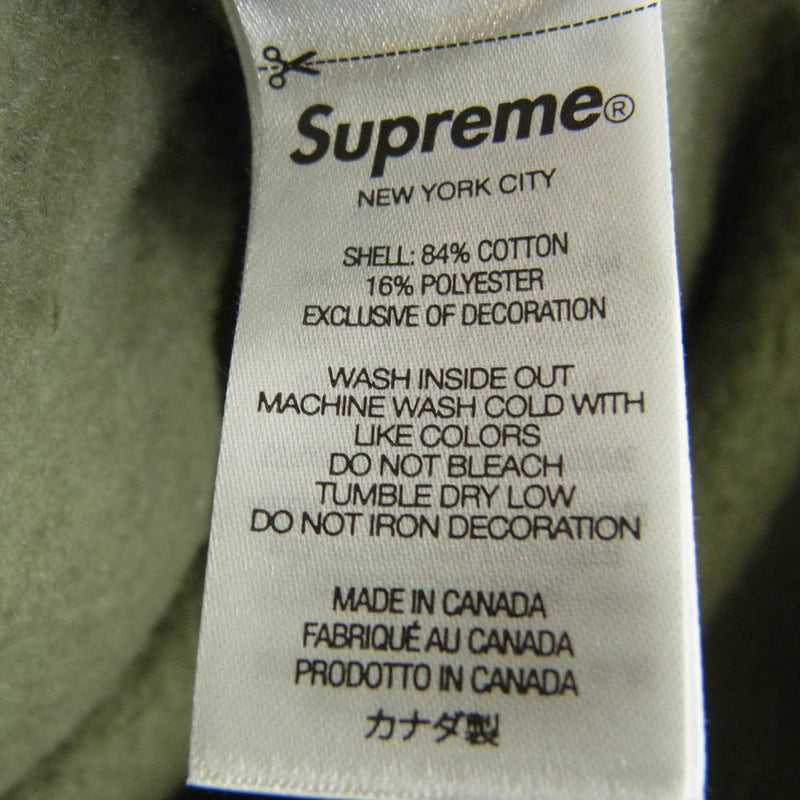 Supreme®
NEW YORK CITY
SHELL: 84% COTTON
16% POLYESTER
EXCLUSIVE OF DECORATION
WASH INSIDE OUT
MACHINE WASH COLD WITH
LIKE COLORS
DO NOT BLEACH
TUMBLE DRY LOW
DO NOT IRON DECORATION
MADE IN CANADA
FABRIQUÉ AU CANADA
PRODOTTO IN CANADA
カナダ製